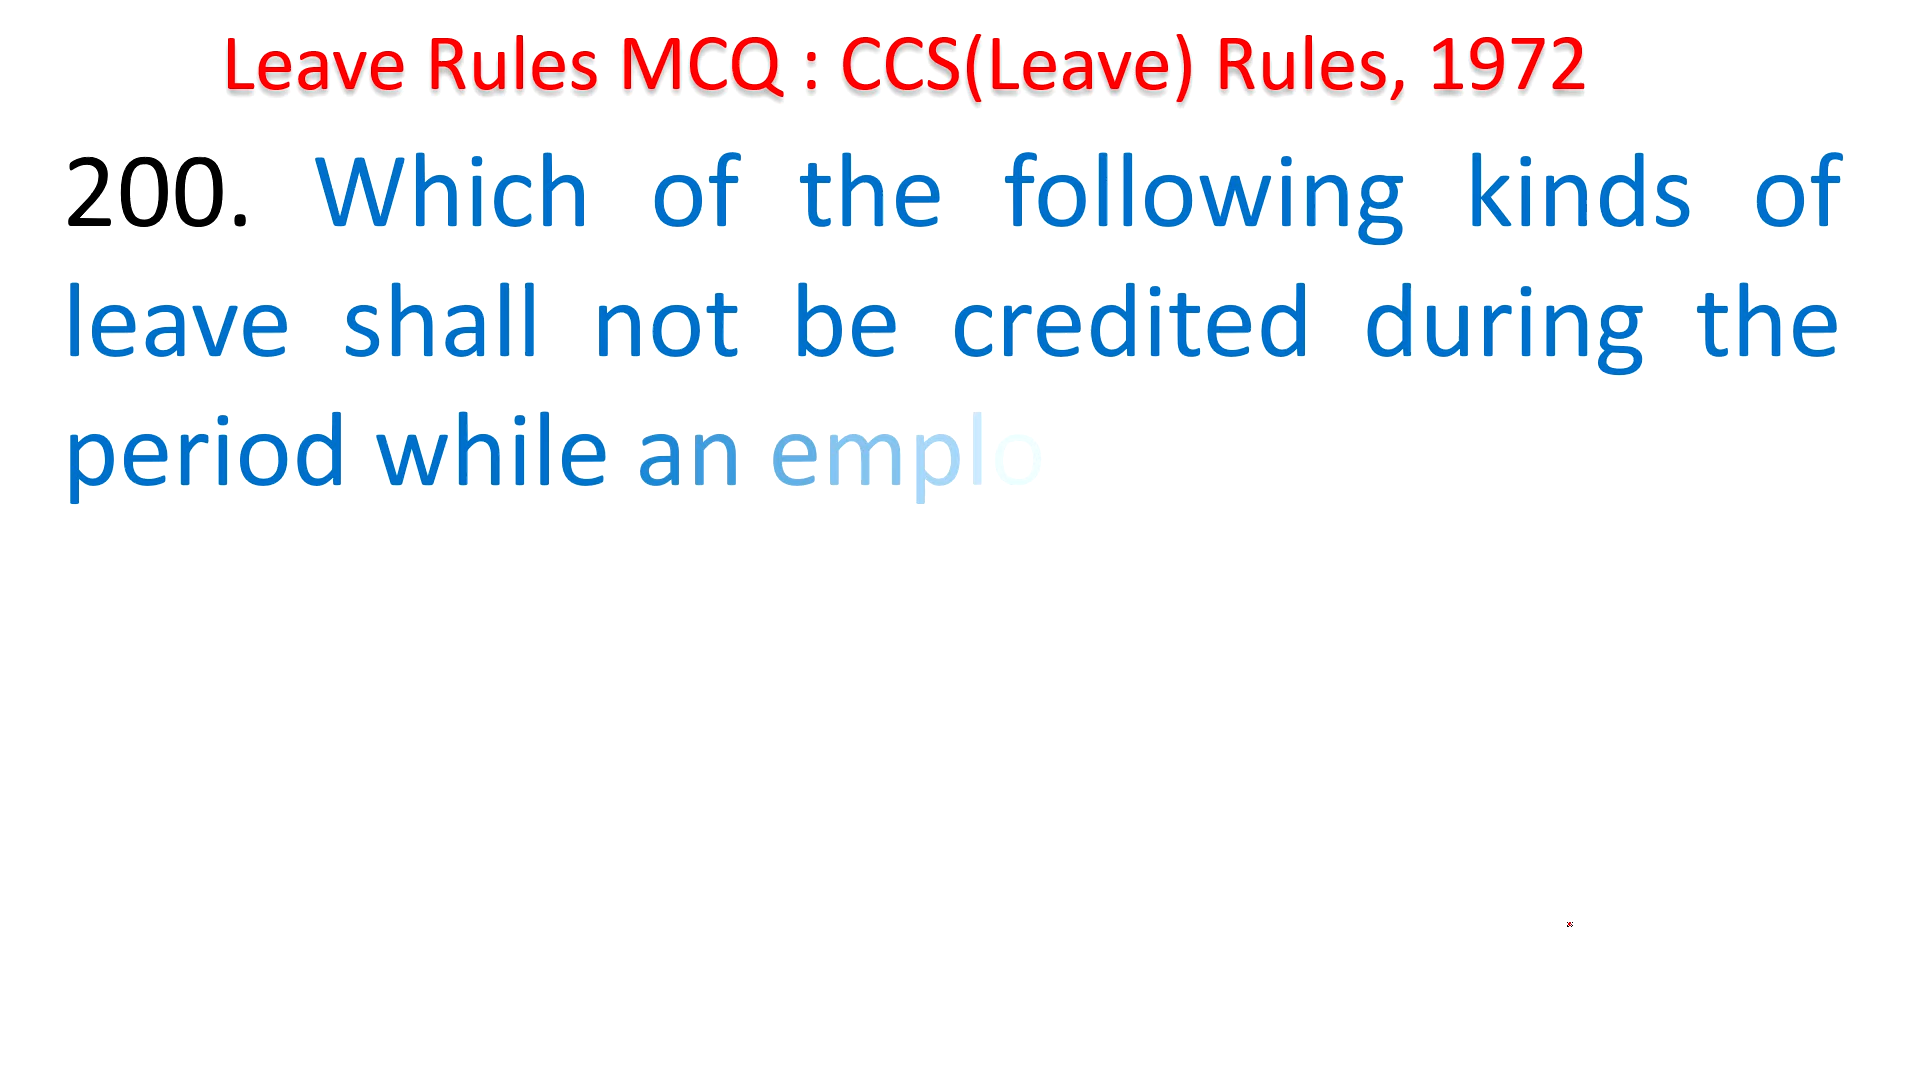 Leave Rules MCQ : CCS(Leave) Rules, 1972
200. Which of the following kinds of
leave shall not be credited during the
period while an emplo